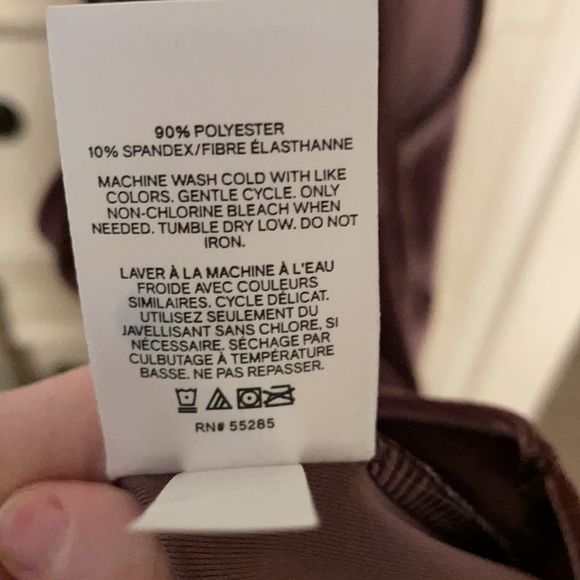 90% POLYESTER
10% SPANDEX/FIBRE ÉLASTHANNE
MACHINE WASH COLD WITH LIKE
COLORS. GENTLE CYCLE. ONLY
NON-CHLORINE BLEACH WHEN
NEEDED. TUMBLE DRY LOW. DO NOT
IRON.
LAVER À LA MACHINE À L'EAU
FROIDE AVEC COULEURS
SIMILAIRES. CYCLE DÉLICAT.
UTILISEZ SEULEMENT DU
JAVELLISANT SANS CHLORE, SI
NÉCESSAIRE. SÉCHAGE PAR
CULBUTAGE À TEMPÉRATURE
BASSE. NE PAS REPASSER.
RN# 55285